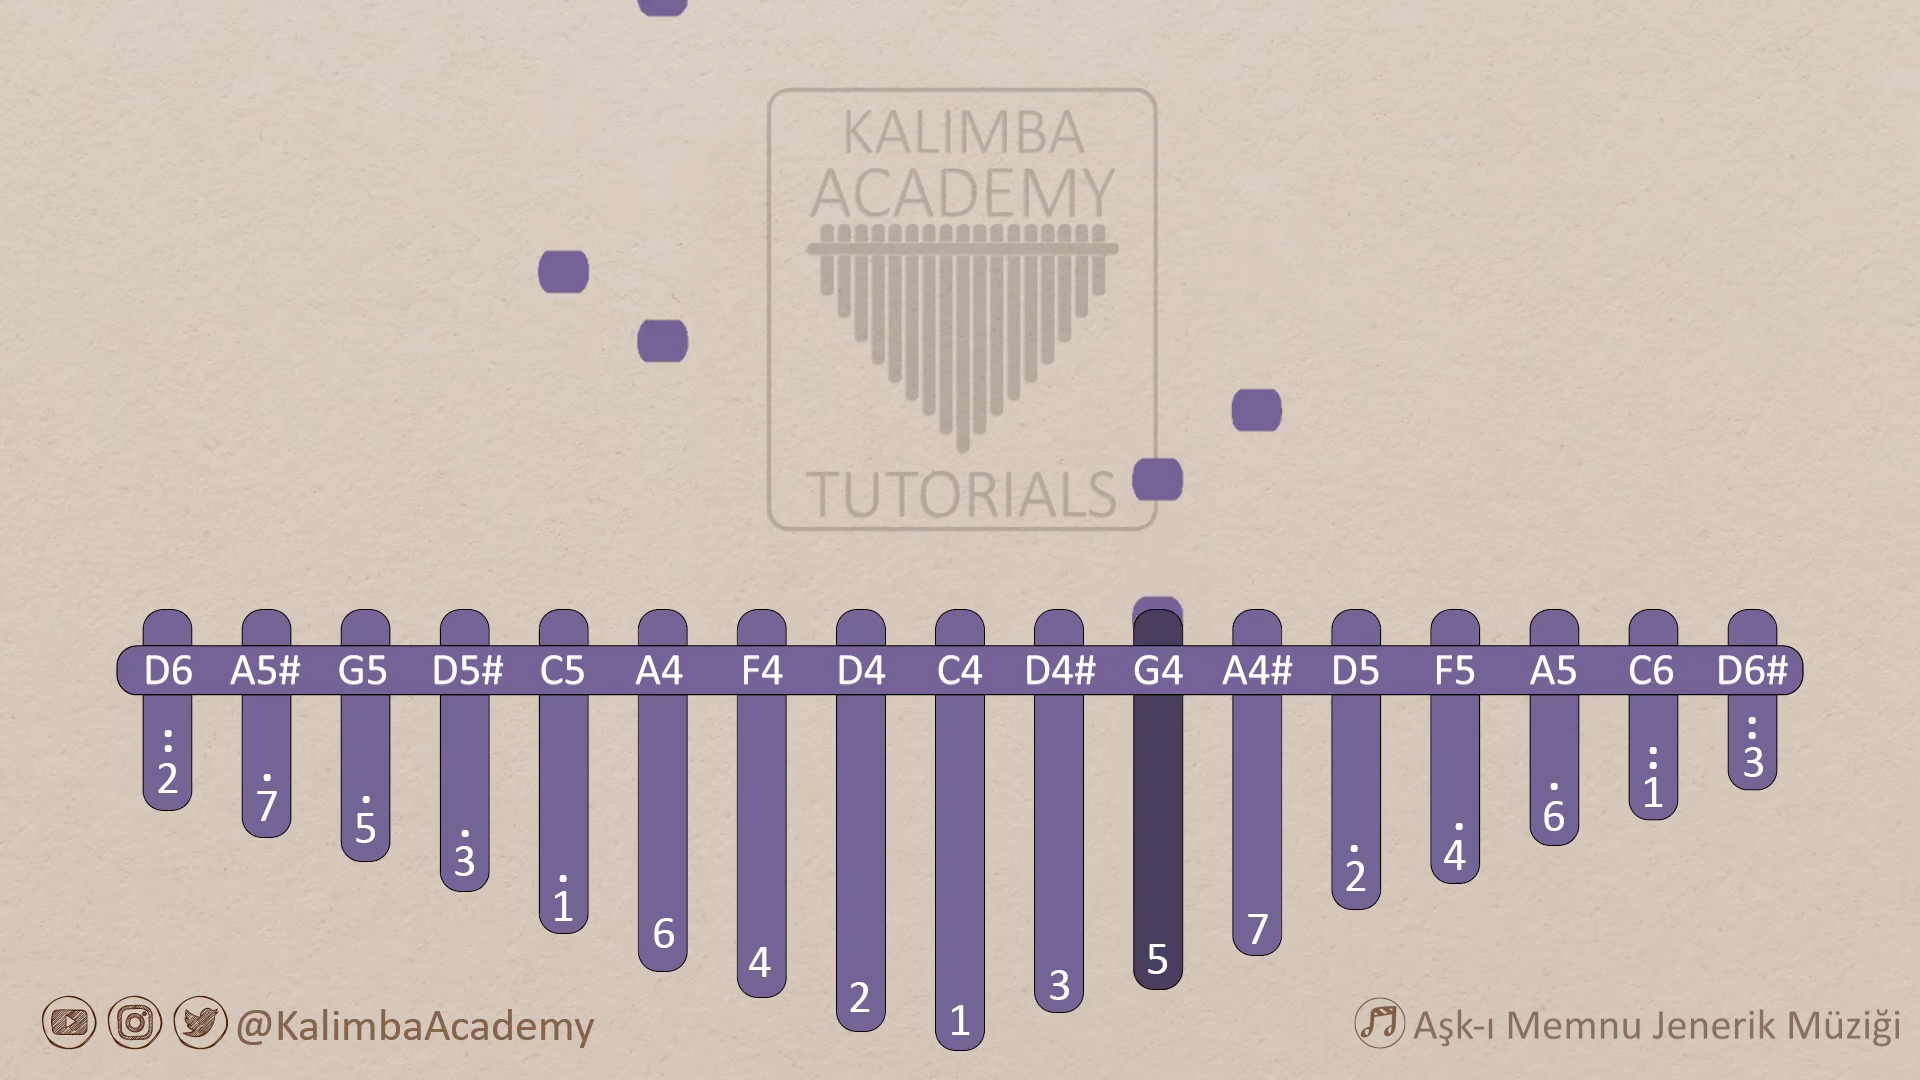 KALIMBA
ACADEMY
TUTORIALS
D6 A5# G5 D5# C5 A4 F4 D4 C4 D4# G4 A4# D5 F5 A5 C6 D6#
2 7 5 3 1 6 4 2 1 3 5 7 2 4 6 1 3
@KalimbaAcademy
Aşk-ı Memnu Jenerik Müziği